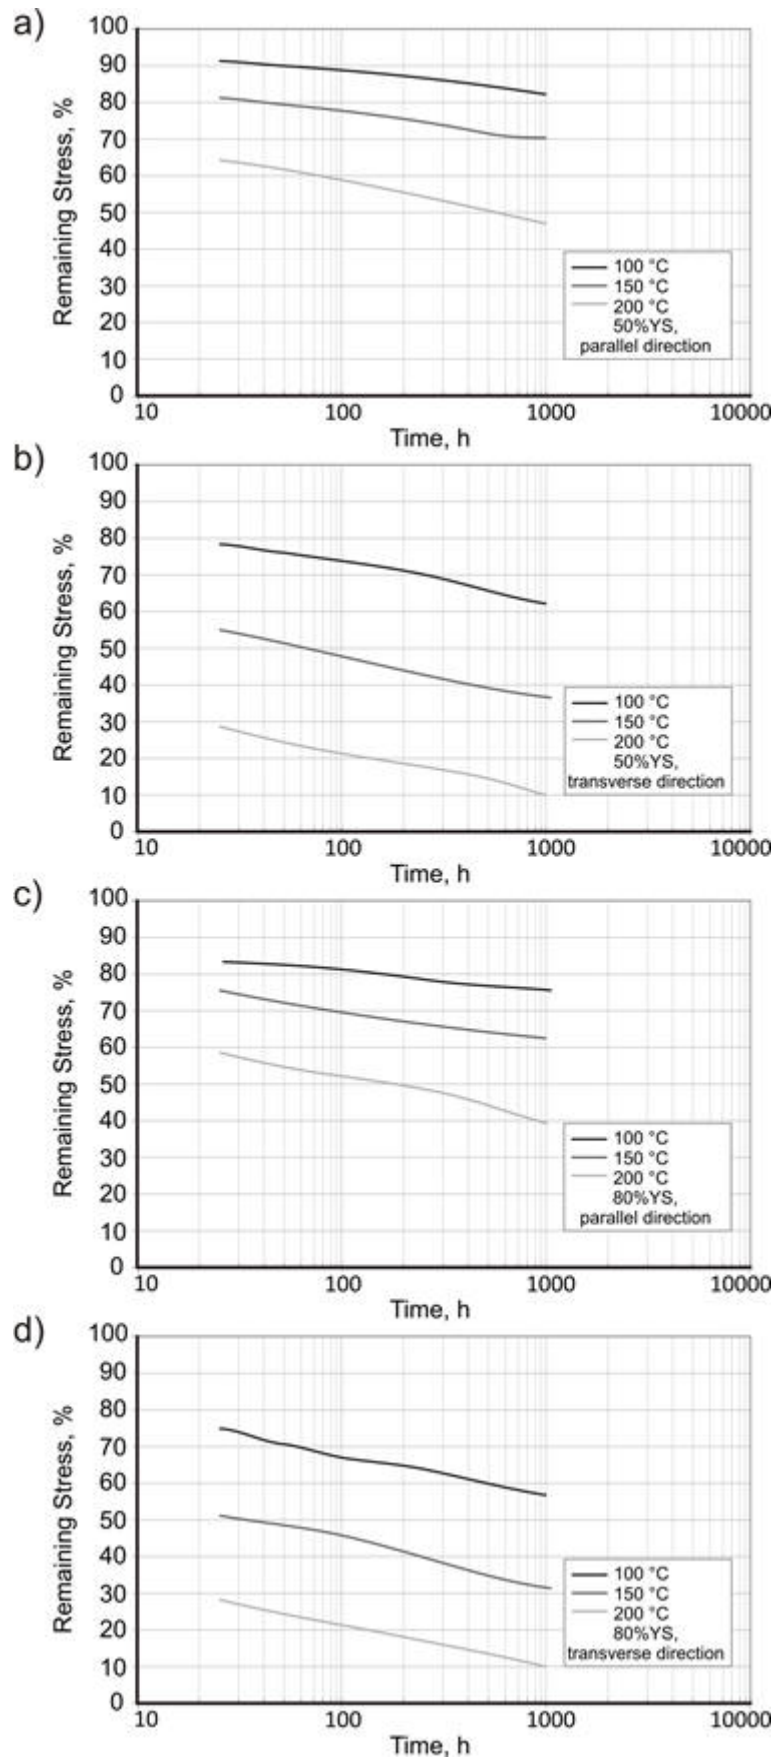 a)
100
90
80
70
60
50
40
30
20
10
0
Remaining Stress, %
100 °C
150 °C
200 °C
50%YS,
parallel direction
10 100 1000 10000
Time, h
b)
100
90
80
70
60
50
40
30
20
10
0
Remaining Stress, %
100 °C
150 °C
200 °C
50%YS,
transverse direction
10 100 1000 10000
Time, h
c)
100
90
80
70
60
50
40
30
20
10
0
Remaining Stress, %
100 °C
150 °C
200 °C
80%YS,
parallel direction
10 100 1000 10000
Time, h
d)
100
90
80
70
60
50
40
30
20
10
0
Remaining Stress, %
100 °C
150 °C
200 °C
80%YS,
transverse direction
10 100 1000 10000
Time, h